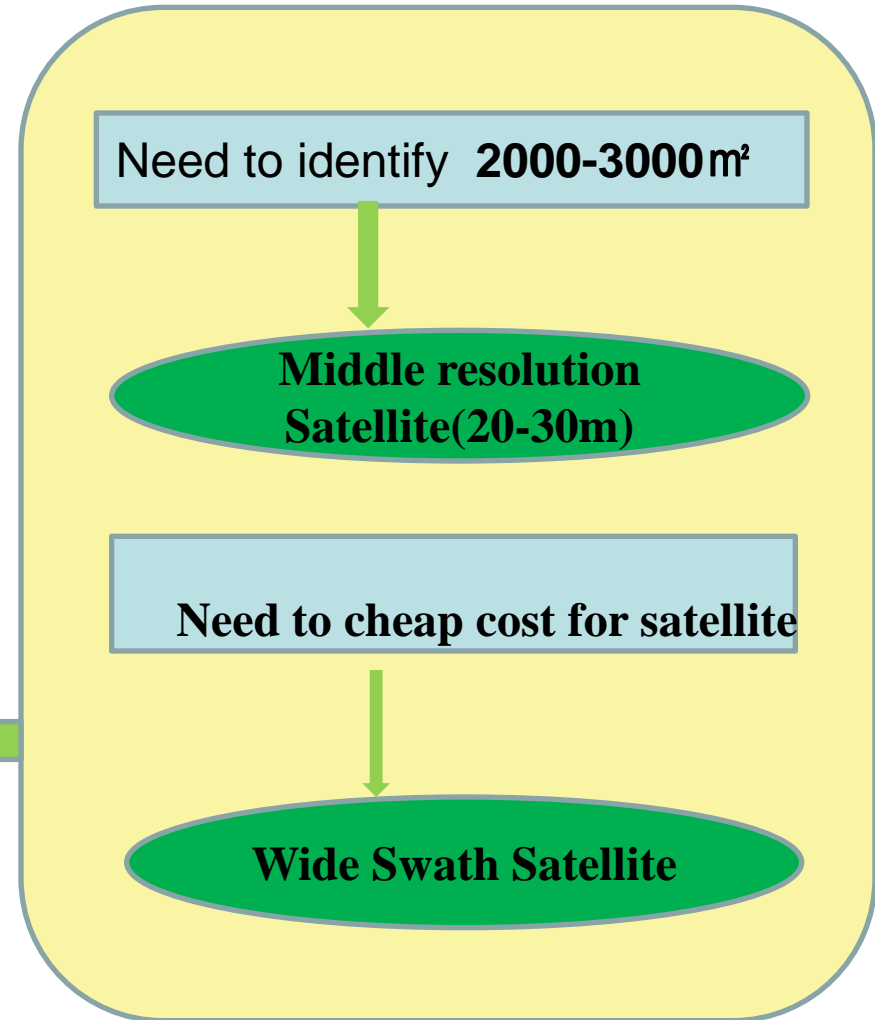 Need to identify 2000-3000㎡
Middle resolution
Satellite(20-30m)
Need to cheap cost for satellite
Wide Swath Satellite